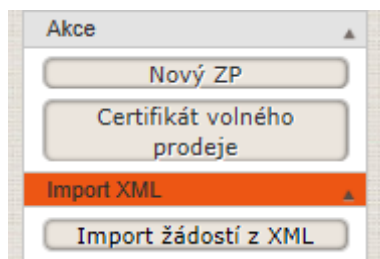 Akce
Nový ZP
Certifikát volného
prodeje
Import XML
Import žádostí z XML